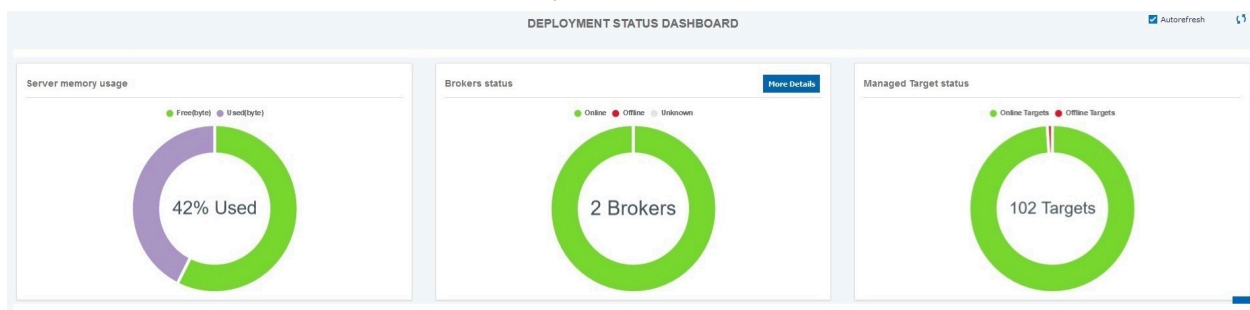 DEPLOYMENT STATUS DASHBOARD
Autorefresh
Server memory usage
Free(byte) Used(byte)
42% Used
Brokers status
More Details
Online Offline Unknown
2 Brokers
Managed Target status
Online Targets Offline Targets
102 Targets